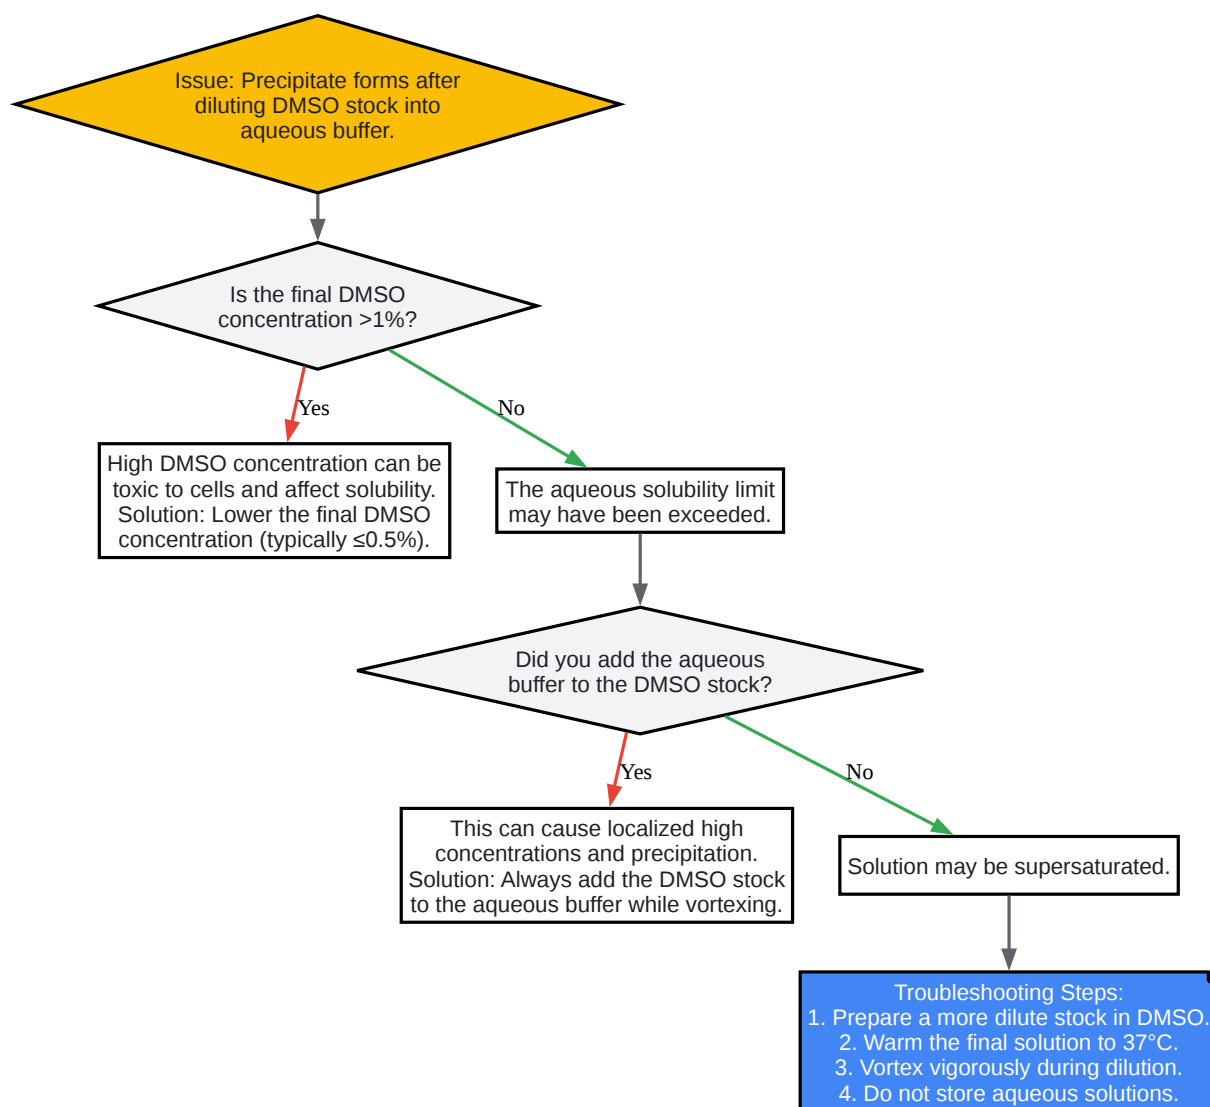 Issue: Precipitate forms after
diluting DMSO stock into
aqueous buffer.
Is the final DMSO
concentration >1%?
Yes
No
High DMSO concentration can be
toxic to cells and affect solubility.
Solution: Lower the final DMSO
concentration (typically ≤0.5%).
The aqueous solubility limit
may have been exceeded.
Did you add the aqueous
buffer to the DMSO stock?
Yes
No
This can cause localized high
concentrations and precipitation.
Solution: Always add the DMSO stock
to the aqueous buffer while vortexing.
Solution may be supersaturated.
Troubleshooting Steps:
1. Prepare a more dilute stock in DMSO.
2. Warm the final solution to 37°C.
3. Vortex vigorously during dilution.
4. Do not store aqueous solutions.